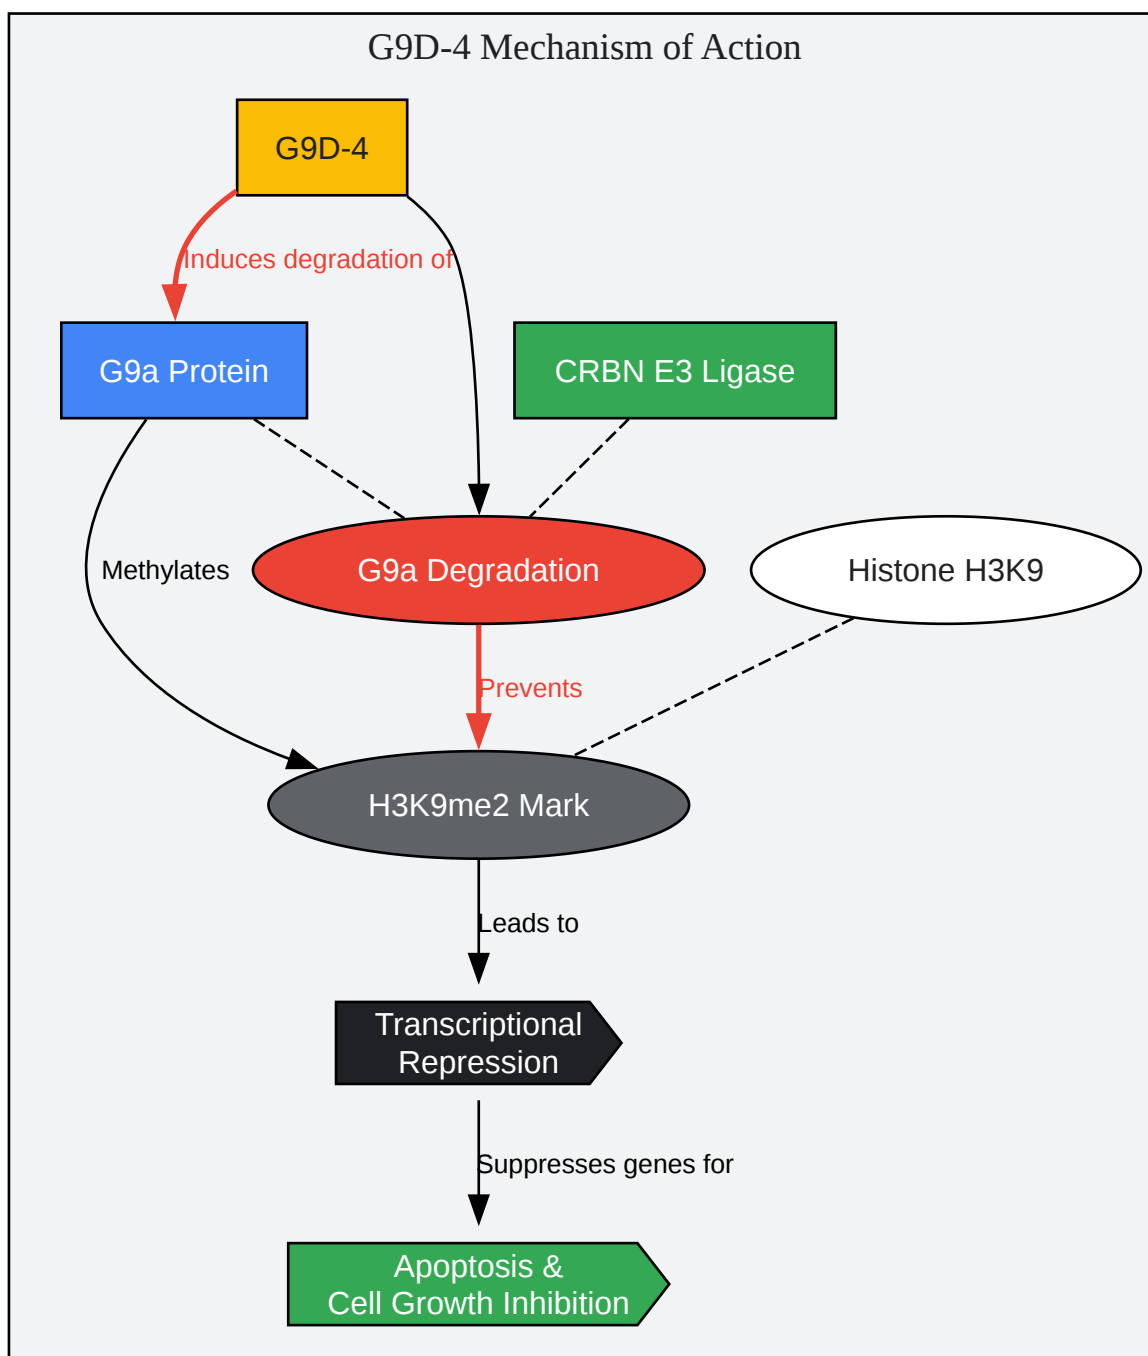 G9D-4 Mechanism of Action
G9D-4
Induces degradation of
G9a Protein
CRBN E3 Ligase
Methylates
G9a Degradation
Histone H3K9
Prevents
H3K9me2 Mark
Leads to
Transcriptional
Repression
Suppresses genes for
Apoptosis &
Cell Growth Inhibition